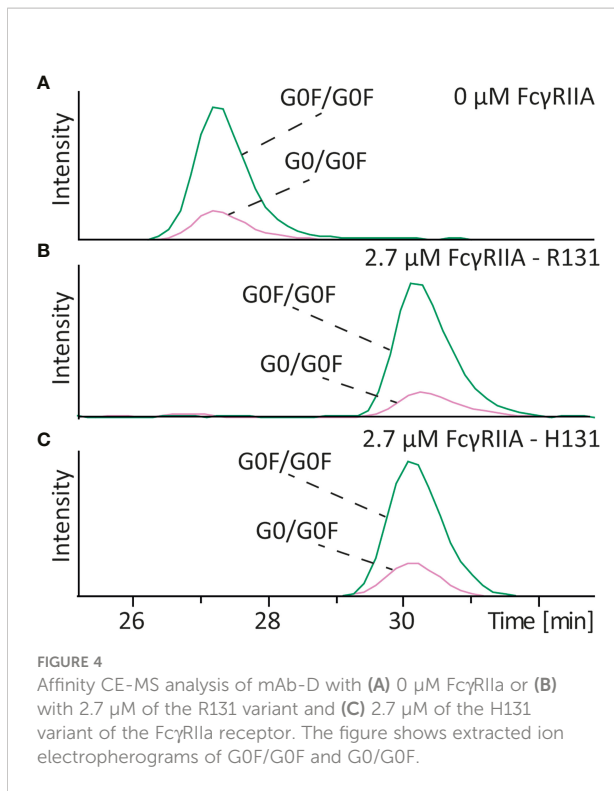 A
Intensity
G0F/G0F
G0/G0F
0 µM FcγRIIA
B
Intensity
2.7 µM FcγRIIA - R131
G0F/G0F
G0/G0F
C
Intensity
2.7 µM FcγRIIA - H131
G0F/G0F
G0/G0F
26 28 30 Time [min]
FIGURE 4
Affinity CE-MS analysis of mAb-D with (A) 0 µM FcγRIIa or (B)
with 2.7 µM of the R131 variant and (C) 2.7 µM of the H131
variant of the FcγRIIa receptor. The figure shows extracted ion
electropherograms of G0F/G0F and G0/G0F.